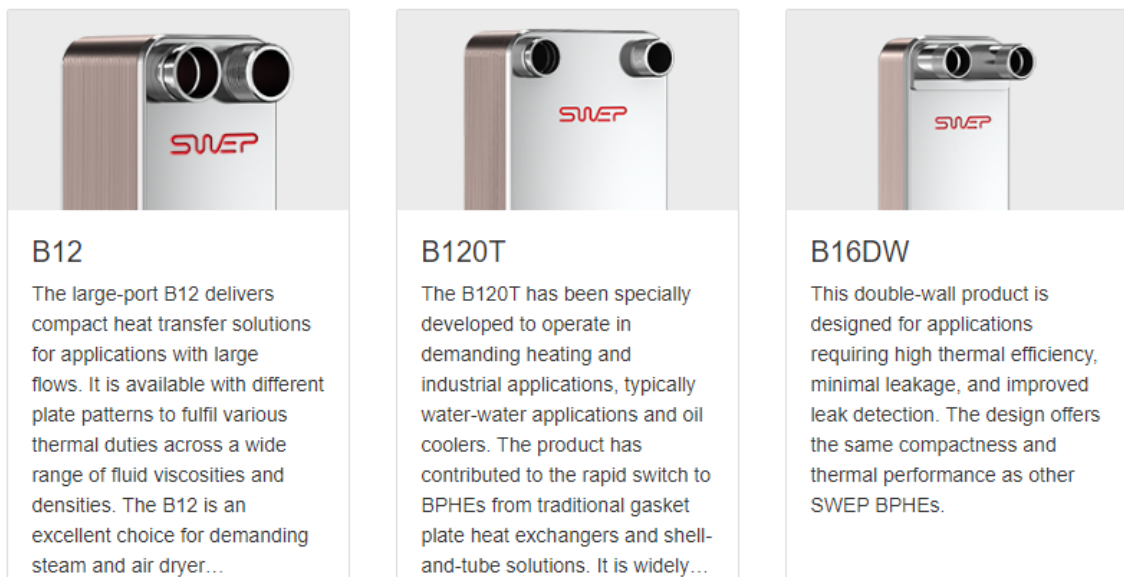 SWEP
B12
The large-port B12 delivers
compact heat transfer solutions
for applications with large
flows. It is available with different
plate patterns to fulfil various
thermal duties across a wide
range of fluid viscosities and
densities. The B12 is an
excellent choice for demanding
steam and air dryer…
SWEP
B120T
The B120T has been specially
developed to operate in
demanding heating and
industrial applications, typically
water-water applications and oil
coolers. The product has
contributed to the rapid switch to
BPHEs from traditional gasket
plate heat exchangers and shell-
and-tube solutions. It is widely…
SWEP
B16DW
This double-wall product is
designed for applications
requiring high thermal efficiency,
minimal leakage, and improved
leak detection. The design offers
the same compactness and
thermal performance as other
SWEP BPHEs.